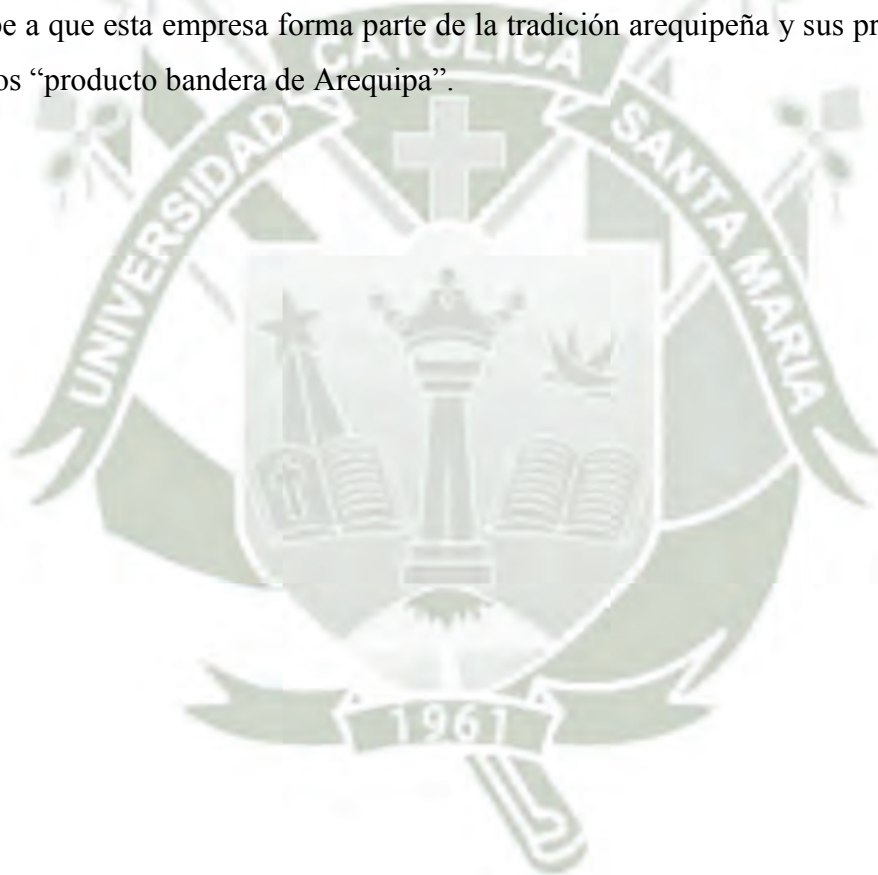 e a que esta empresa forma parte de la tradición arequipeña y sus pr
os “producto bandera de Arequipa”.
CATOLICA
UNIVERSIDAD
SANTA MARIA
1961